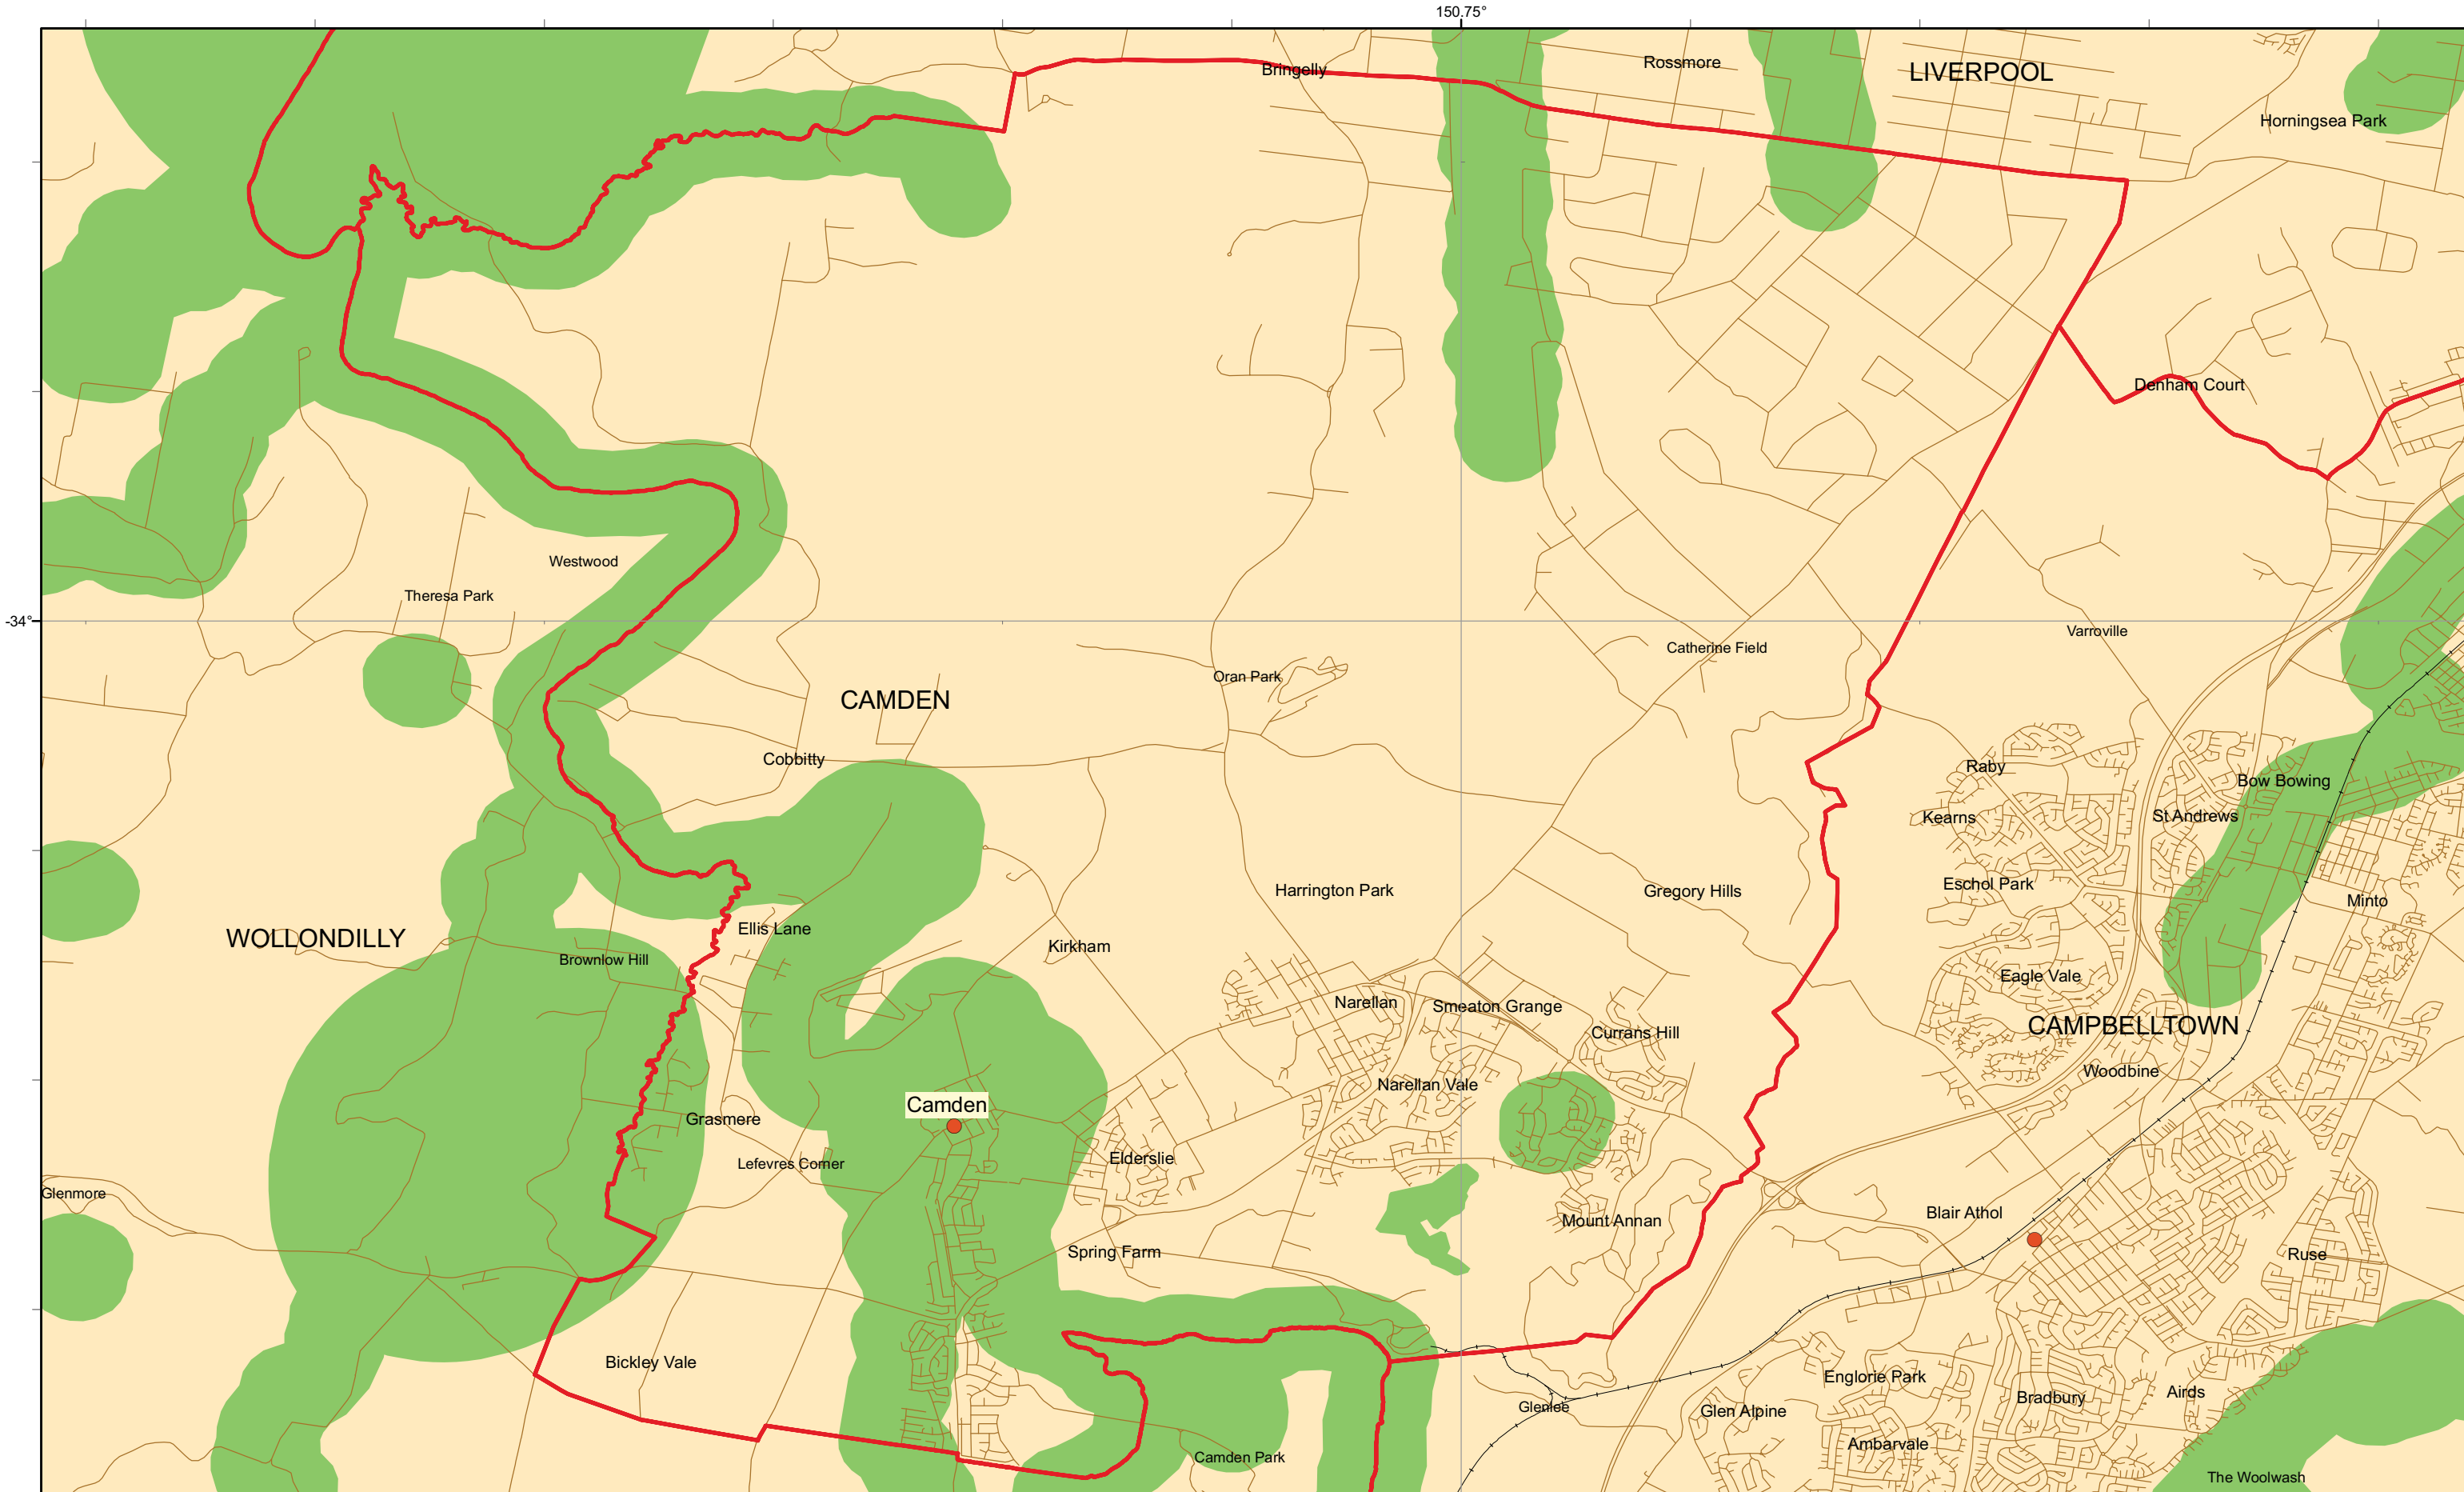 150.75°
Bringelly
Rossmore
LIVERPOOL
Horningsea Park
Denham Court
Westwood
Theresa Park
-34°
Varroville
Catherine Field
Oran Park
CAMDEN
Cobbitty
Raby
Bow Bowing
Kearns
St Andrews
Eschol Park
Harrington Park
Gregory Hills
Minto
Ellis Lane
WOLLONDILLY
Kirkham
Brownlow Hill
Eagle Vale
Narellan
Smeaton Grange
CAMPBELLTOWN
Currans Hill
Woodbine
Narellan Vale
Camden
Grasmere
Elderslie
Lefevres Corner
Glenmore
Blair Athol
Mount Annan
Spring Farm
Ruse
Bickley Vale
Englorie Park
Airds
Bradbury
Glenlee
Glen Alpine
Ambarvale
Camden Park
The Woolwash